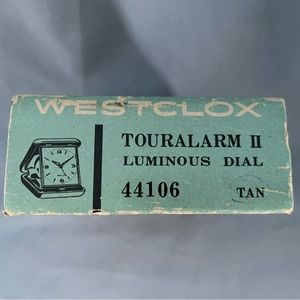 WESTCLOX
TOURALARM II
LUMINOUS DIAL
44106 TAN